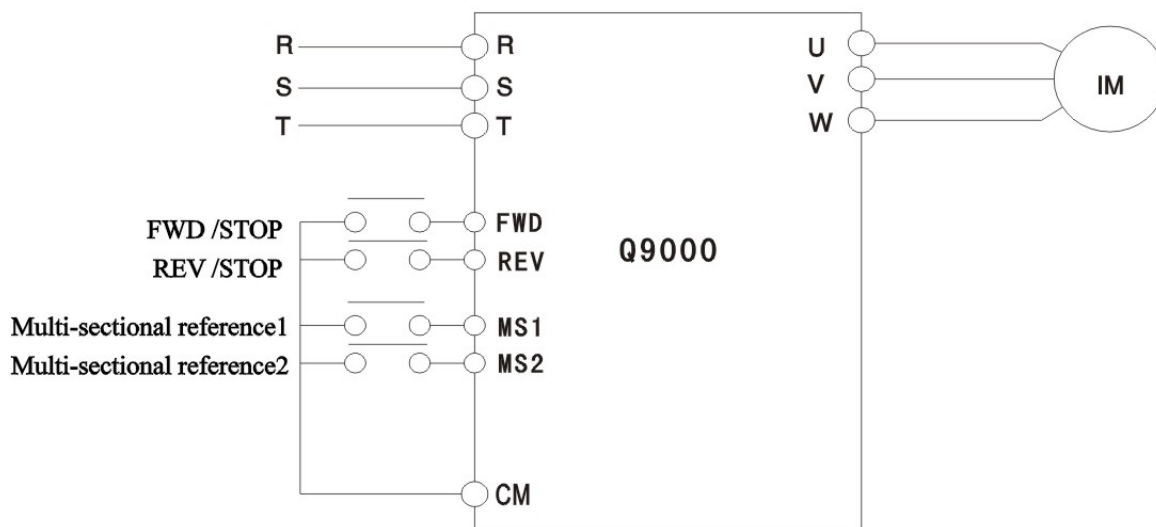 R R U
S S V
T T W
IM
FWD /STOP FWD
REV /STOP REV
Q9000
Multi-sectional reference1 MS1
Multi-sectional reference2 MS2
CM